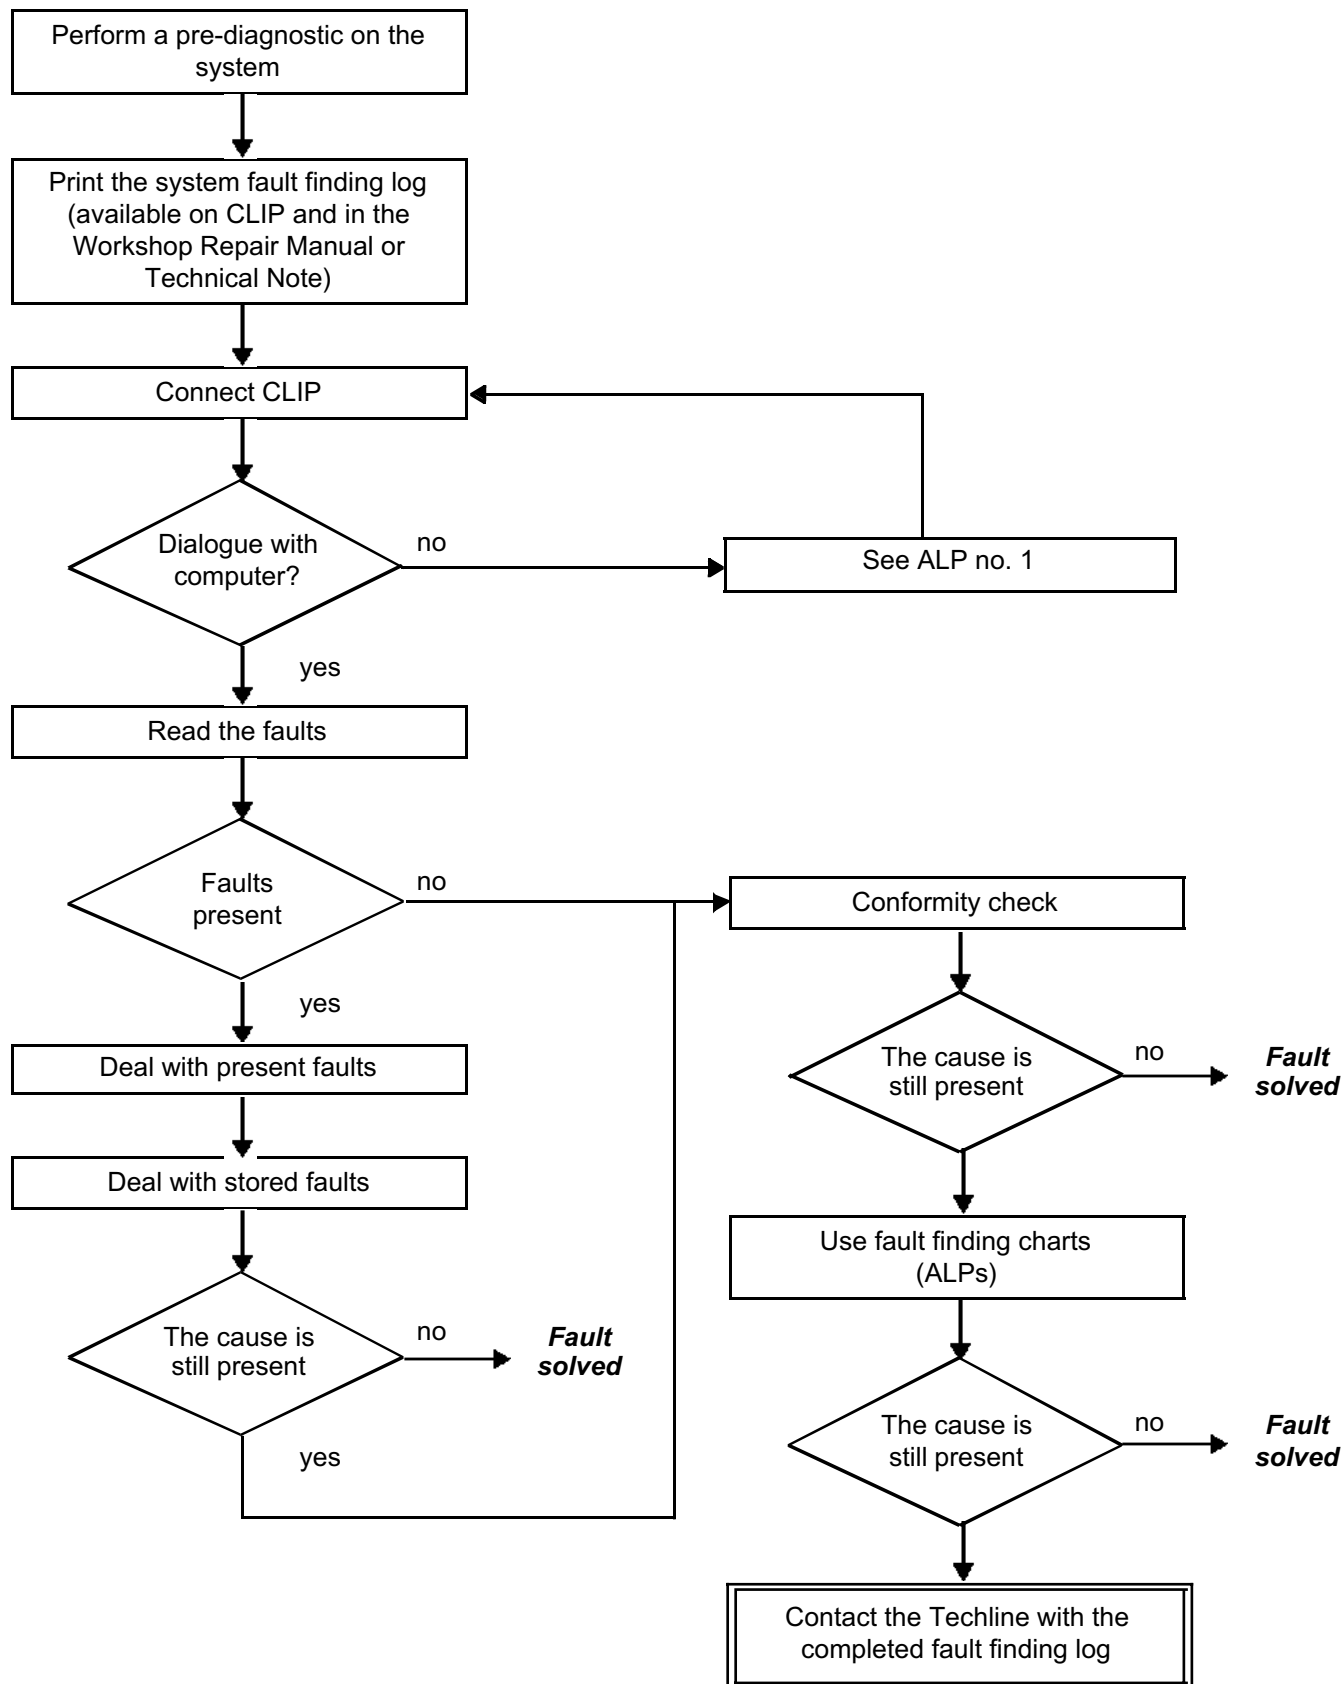 Perform a pre-diagnostic on the
system
Print the system fault finding log
(available on CLIP and in the
Workshop Repair Manual or
Technical Note)
Connect CLIP
Dialogue with
computer?
no
See ALP no. 1
yes
Read the faults
Faults
present
no
yes
Deal with present faults
Deal with stored faults
The cause is
still present
no
Fault
solved
yes
Conformity check
The cause is
still present
no
Fault
solved
Use fault finding charts
(ALPs)
The cause is
still present
no
Fault
solved
Contact the Techline with the
completed fault finding log